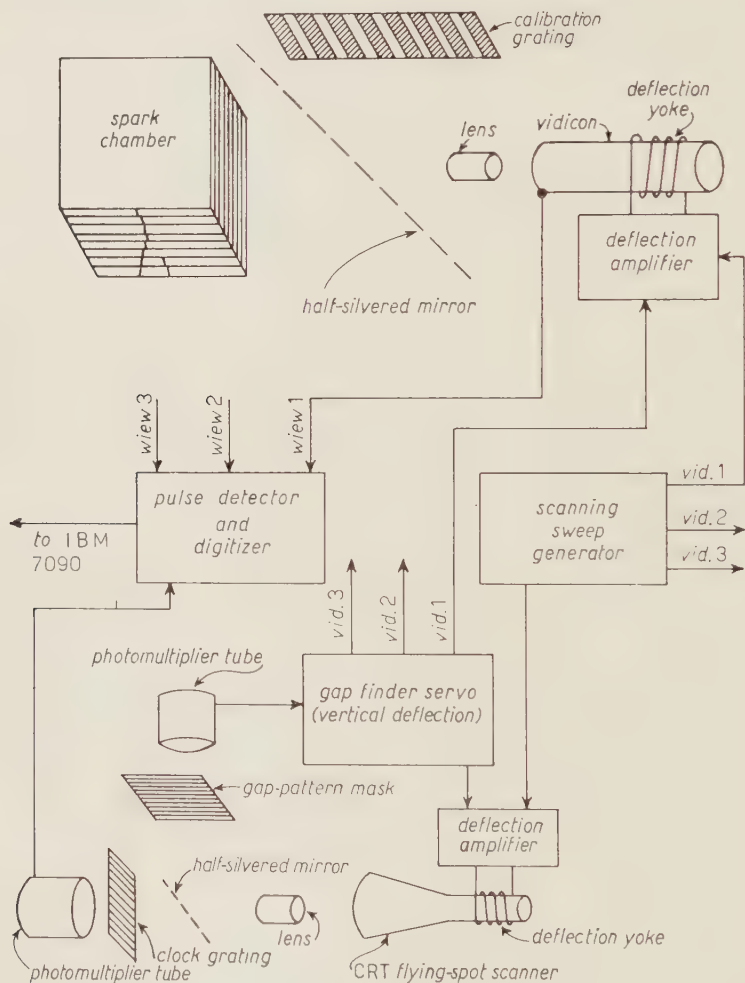 calibration
grating
spark
chamber
lens
vidicon
deflection
yoke
deflection
amplifier
half-silvered mirror
wiew 3
wiew 2
wiew 1
pulse detector
and
digitizer
to IBM
7090
scanning
sweep
generator
vid.1
vid.2
vid.3
vid.3
vid.2
vid.1
photomultiplier tube
gap finder servo
(vertical deflection)
gap-pattern mask
deflection
amplifier
half-silvered mirror
lens
deflection yoke
clock grating
photomultiplier tube
CRT flying-spot scanner